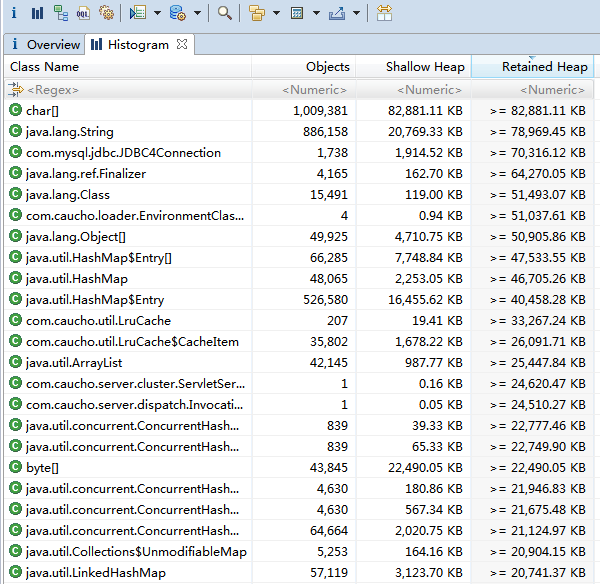 i OQL
i Overview Histogram
Class Name Objects Shallow Heap Retained Heap
<Regex> <Numeric> <Numeric> <Numeric>
C char[] 1,009,381 82,881.11 KB >= 82,881.11 KB
C java.lang.String 886,158 20,769.33 KB >= 78,969.45 KB
C com.mysql.jdbc.JDBC4Connection 1,738 1,914.52 KB >= 70,316.12 KB
C java.lang.ref.Finalizer 4,165 162.70 KB >= 64,270.05 KB
C java.lang.Class 15,491 119.00 KB >= 51,493.07 KB
C com.caucho.loader.EnvironmentClas... 4 0.94 KB >= 51,037.61 KB
C java.lang.Object[] 49,925 4,710.75 KB >= 50,905.86 KB
C java.util.HashMap$Entry[] 66,285 7,748.84 KB >= 47,533.55 KB
C java.util.HashMap 48,065 2,253.05 KB >= 46,705.26 KB
C java.util.HashMap$Entry 526,580 16,455.62 KB >= 40,458.28 KB
C com.caucho.util.LruCache 207 19.41 KB >= 33,267.24 KB
C com.caucho.util.LruCache$CacheItem 35,802 1,678.22 KB >= 26,091.71 KB
C java.util.ArrayList 42,145 987.77 KB >= 25,447.84 KB
C com.caucho.server.cluster.ServletSer... 1 0.16 KB >= 24,620.47 KB
C com.caucho.server.dispatch.Invocati... 1 0.05 KB >= 24,510.27 KB
C java.util.concurrent.ConcurrentHash... 839 39.33 KB >= 22,777.46 KB
C java.util.concurrent.ConcurrentHash... 839 65.33 KB >= 22,749.90 KB
C byte[] 43,845 22,490.05 KB >= 22,490.05 KB
C java.util.concurrent.ConcurrentHash... 4,630 180.86 KB >= 21,946.83 KB
C java.util.concurrent.ConcurrentHash... 4,630 567.34 KB >= 21,675.48 KB
C java.util.concurrent.ConcurrentHash... 64,664 2,020.75 KB >= 21,124.97 KB
C java.util.Collections$UnmodifiableMap 5,253 164.16 KB >= 20,904.15 KB
C java.util.LinkedHashMap 57,119 3,123.70 KB >= 20,741.37 KB